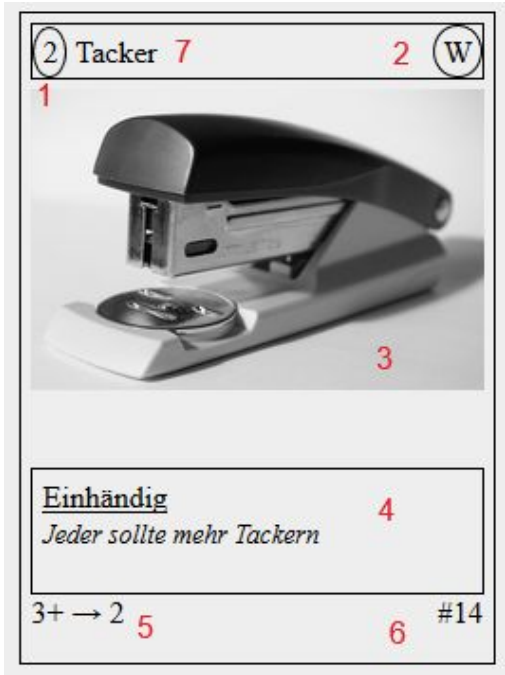 2 Tacker 7 2 W
1
3
Einhändig 4
Jeder sollte mehr Tackern
3+ → 2 5 6 #14